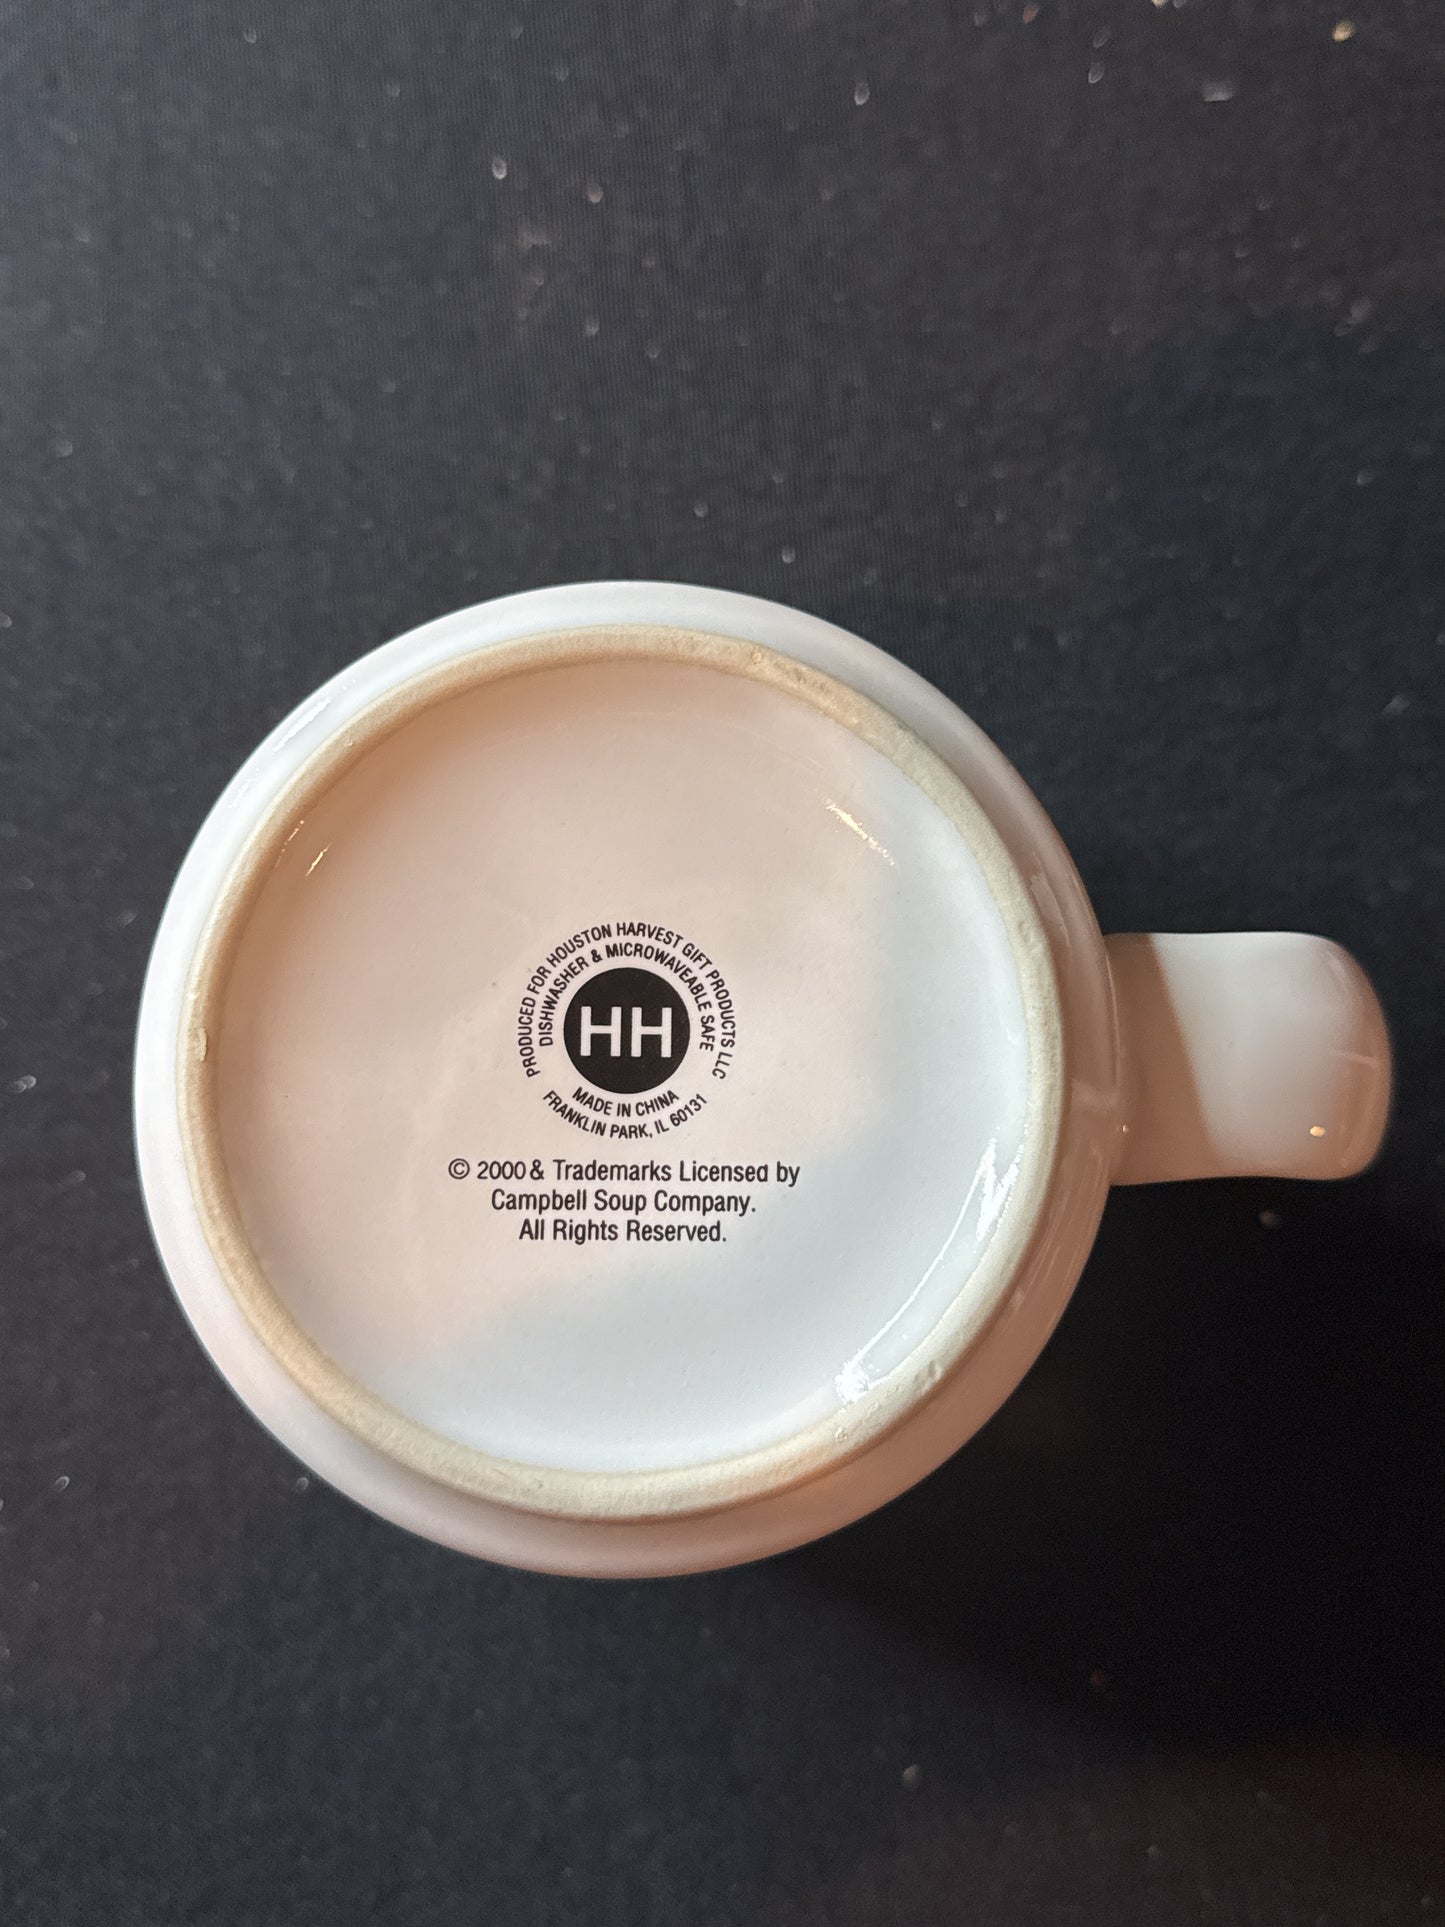 PRODUCED FOR HOUSTON HARVEST GIFT PRODUCTS LLC
DISHWASHER & MICROWAVEABLE SAFE
HH
MADE IN CHINA
FRANKLIN PARK, IL 60131
© 2000 & Trademarks Licensed by
Campbell Soup Company.
All Rights Reserved.